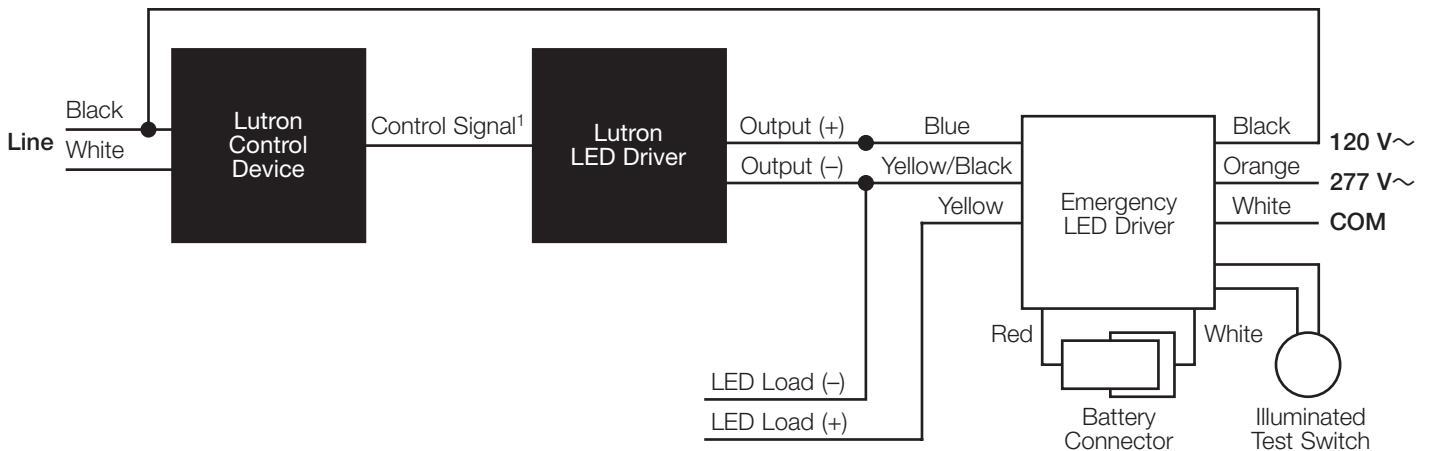 Black
Line
White
Lutron
Control
Device
Control Signal¹
Lutron
LED Driver
Output (+)
Output (–)
Blue
Yellow/Black
Yellow
Emergency
LED Driver
Black
120 V~
Orange
277 V~
White
COM
Red
White
LED Load (–)
LED Load (+)
Battery
Connector
Illuminated
Test Switch